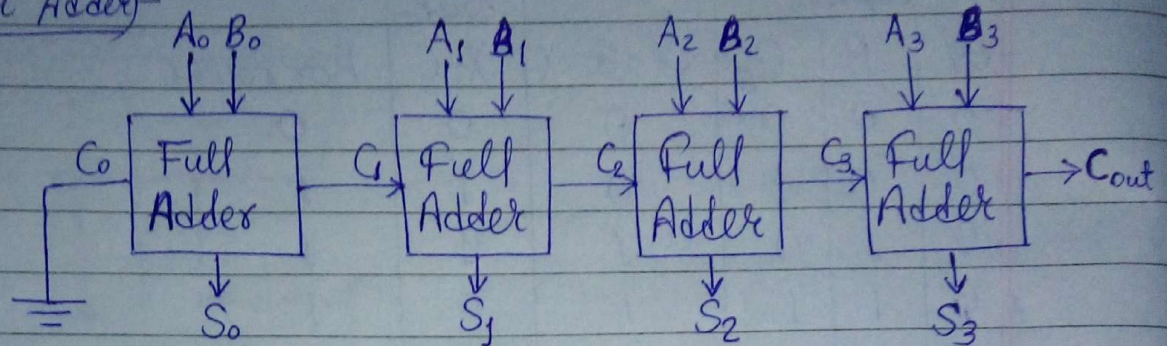 Adder)
A0 B0 A1 B1 A2 B2 A3 B3
C0 Full C1 Full C2 Full C3 Full Cout
Adder Adder Adder Adder
S0 S1 S2 S3